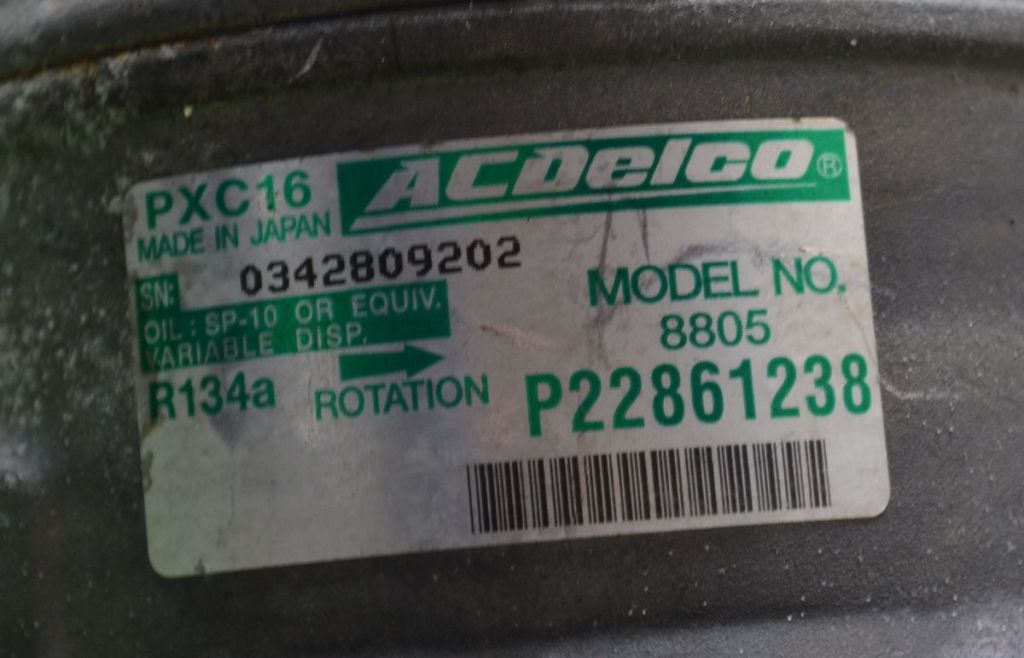 PXC16 ACDelco®
MADE IN JAPAN
SN: 0342809202
OIL: SP-10 OR EQUIV.
VARIABLE DISP.
R134a ROTATION
MODEL NO.
8805
P22861238